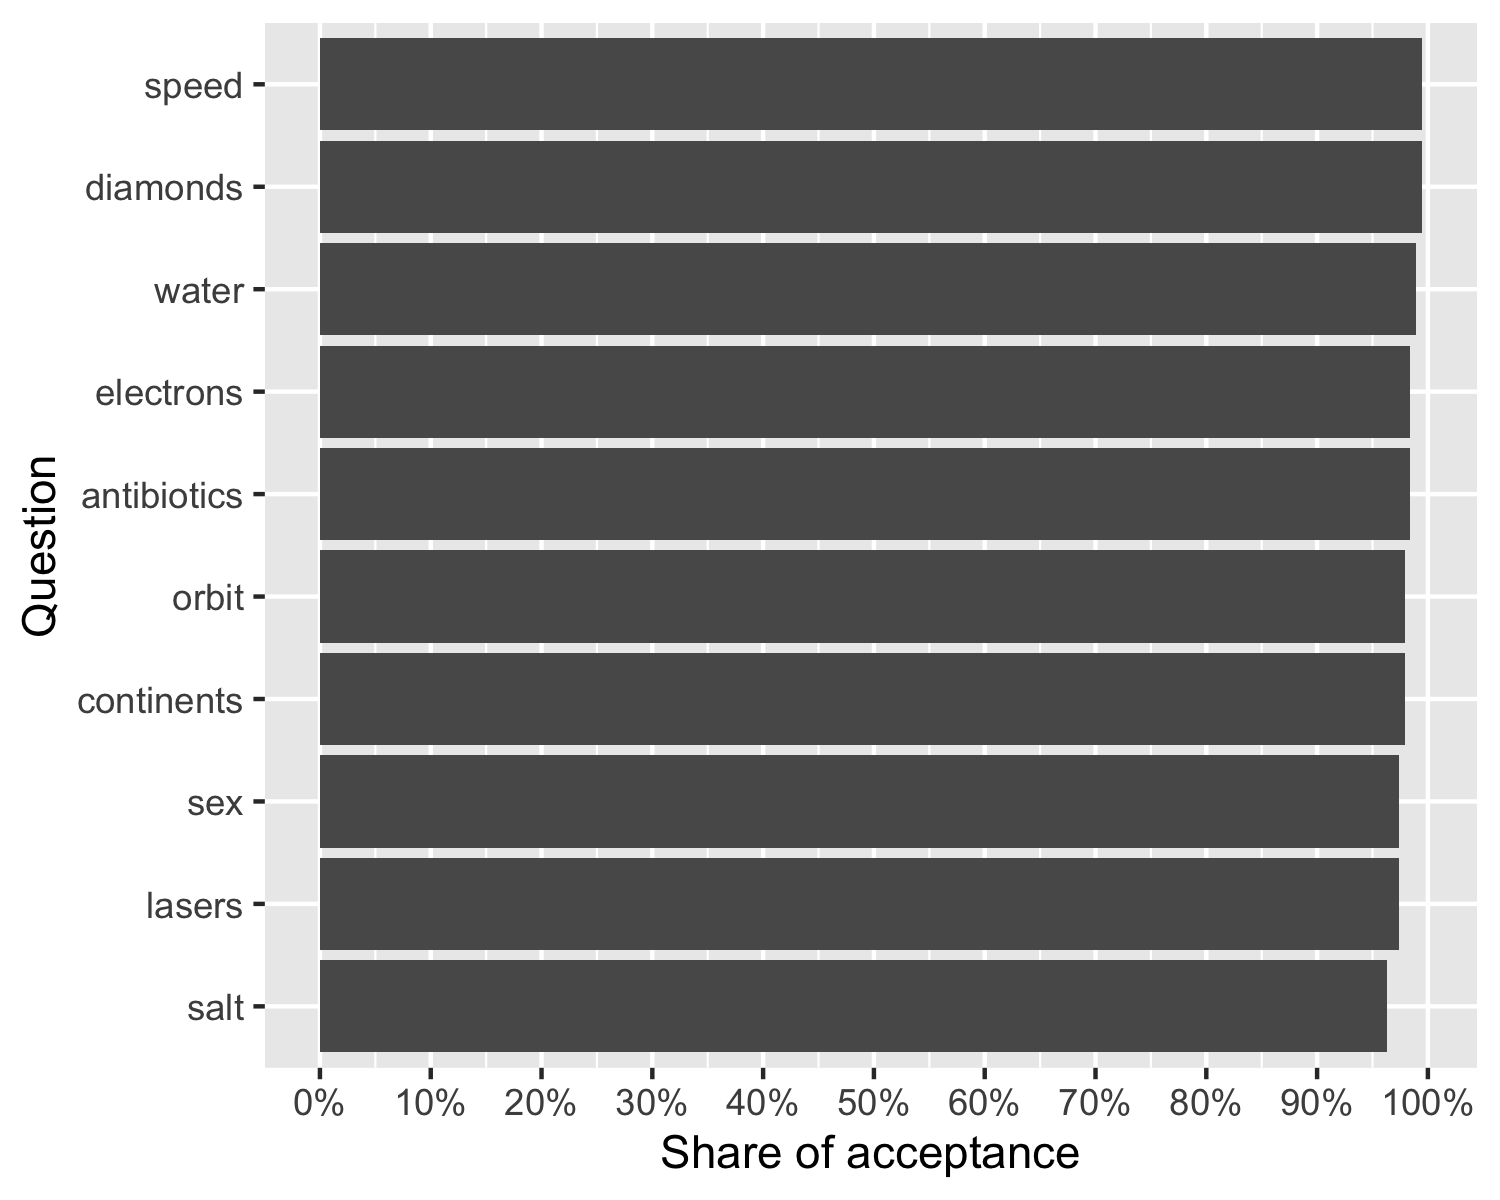 speed
diamonds
water
electrons
antibiotics
orbit
continents
sex
lasers
salt
Question
0% 10% 20% 30% 40% 50% 60% 70% 80% 90% 100%
Share of acceptance